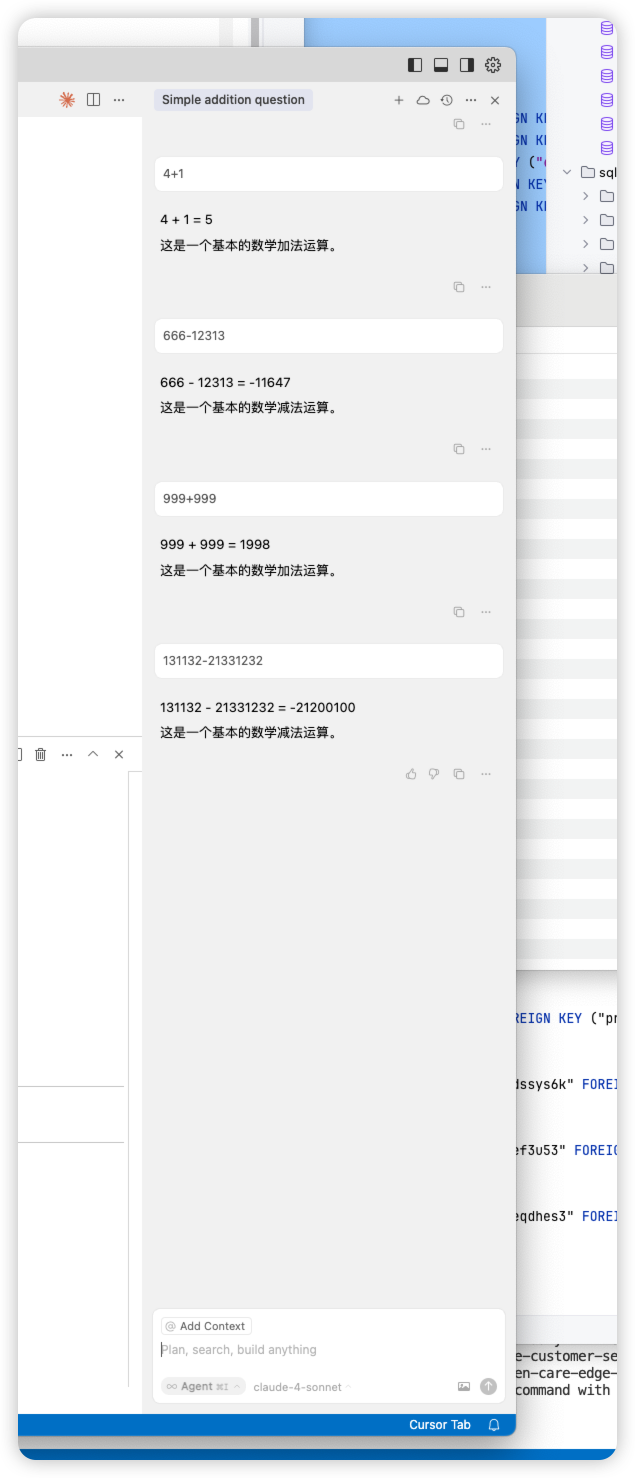 Simple addition question
4+1
4 + 1 = 5
这是一个基本的数学加法运算。
666-12313
666 - 12313 = -11647
这是一个基本的数学减法运算。
999+999
999 + 999 = 1998
这是一个基本的数学加法运算。
131132-21331232
131132 - 21331232 = -21200100
这是一个基本的数学减法运算。
@ Add Context
Plan, search, build anything
∞ Agent ⌘I
claude-4-sonnet
Cursor Tab
GN KE
GN KE
Y ("c
N KEY
GN KE
sql
REIGN KEY ("pr
dssys6k" FOREI
ef3u53" FOREIG
eqdhes3" FOREI
e-customer-se
en-care-edge-
command with